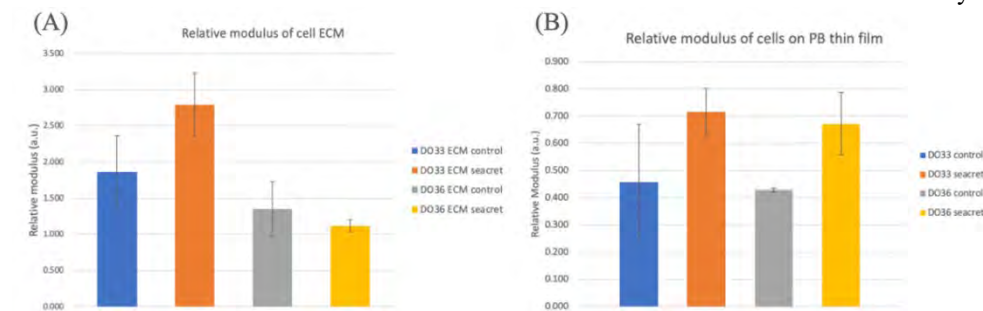 y
(A)
Relative modulus of cell ECM
3.500
3.000
2.500
2.000
1.500
1.000
0.500
0.000
Relative modulus (a.u.)
DO33 ECM control
DO33 ECM seacret
DO36 ECM control
DO36 ECM seacret
(B)
Relative modulus of cells on PB thin film
0.900
0.800
0.700
0.600
0.500
0.400
0.300
0.200
0.100
0.000
Relative Modulus (a.u.)
DO33 control
DO33 seacret
DO36 control
DO36 seacret